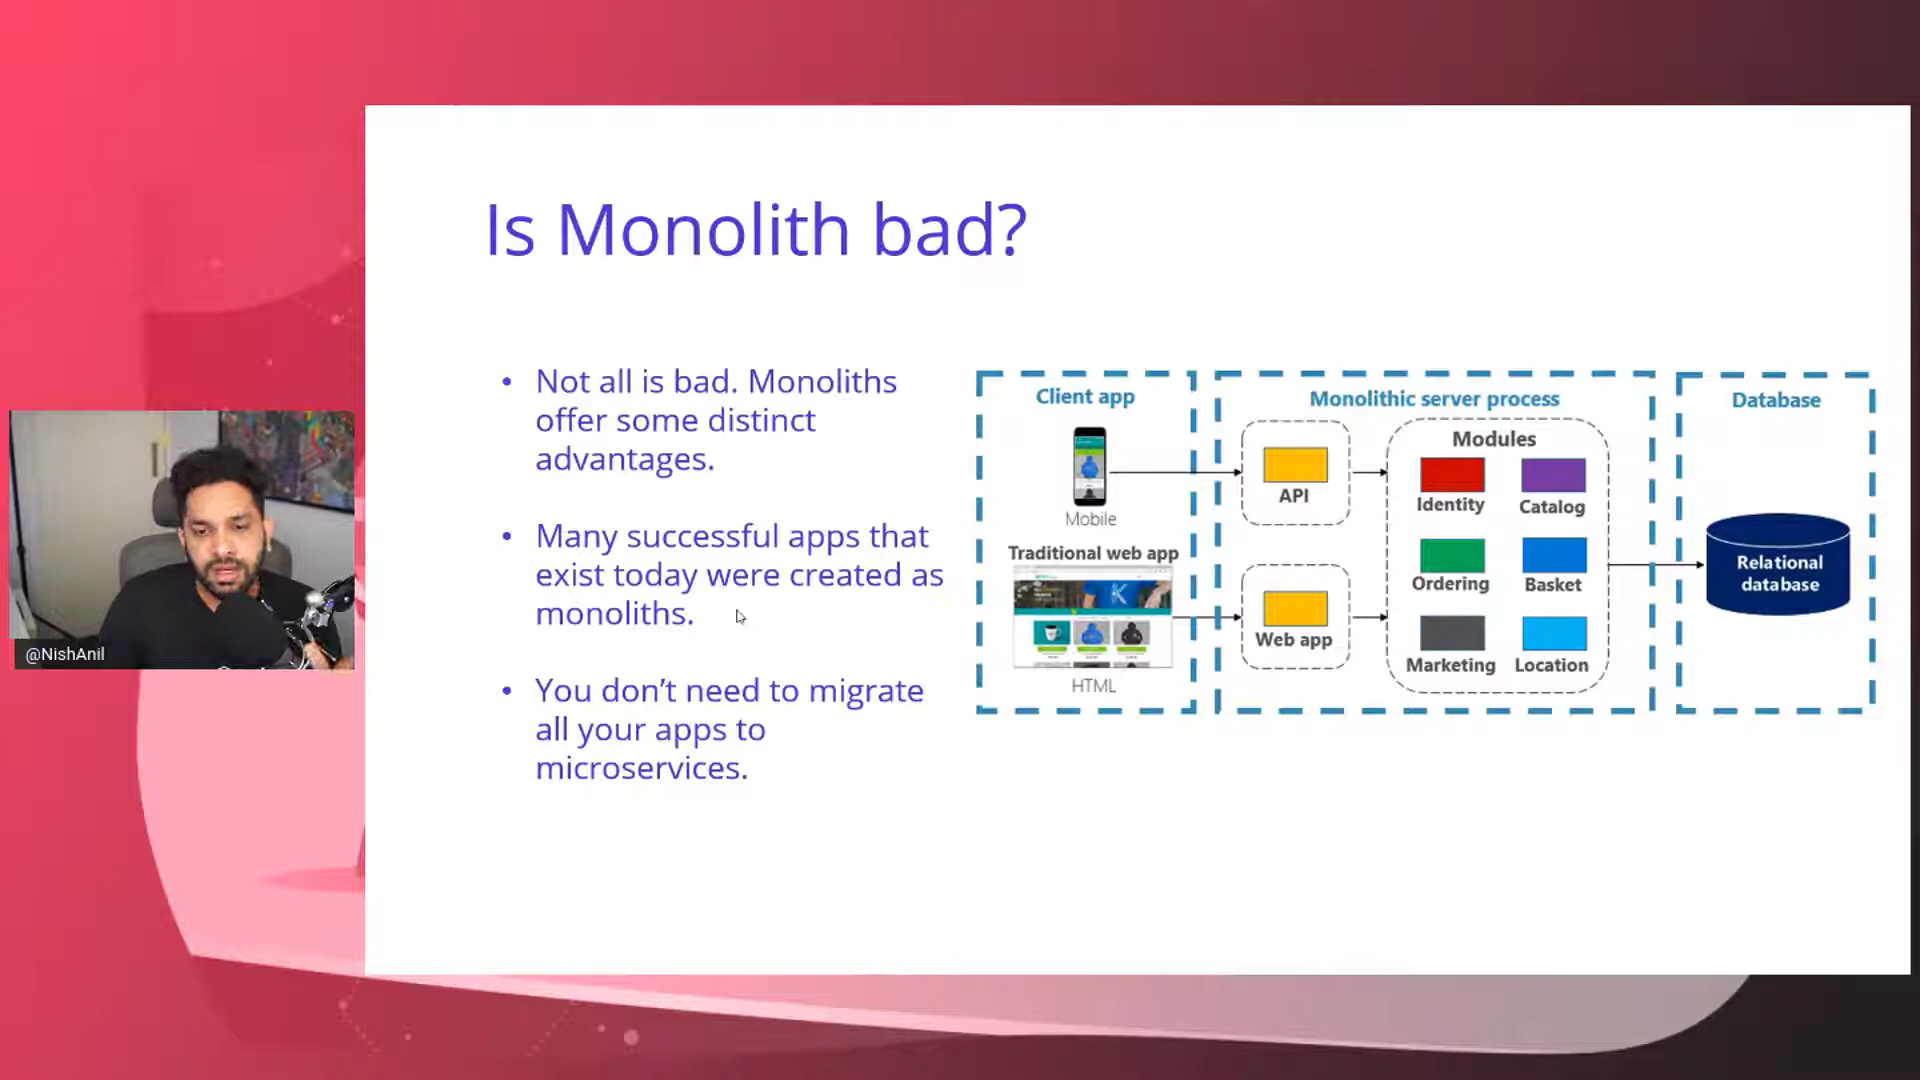 Is Monolith bad?
• Not all is bad. Monoliths
offer some distinct
advantages.
• Many successful apps that
exist today were created as
monoliths.
• You don’t need to migrate
all your apps to
microservices.
Client app
Mobile
Traditional web app
HTML
Monolithic server process
API
Web app
Modules
Identity
Catalog
Ordering
Basket
Marketing
Location
Database
Relational
database
@NishAnil